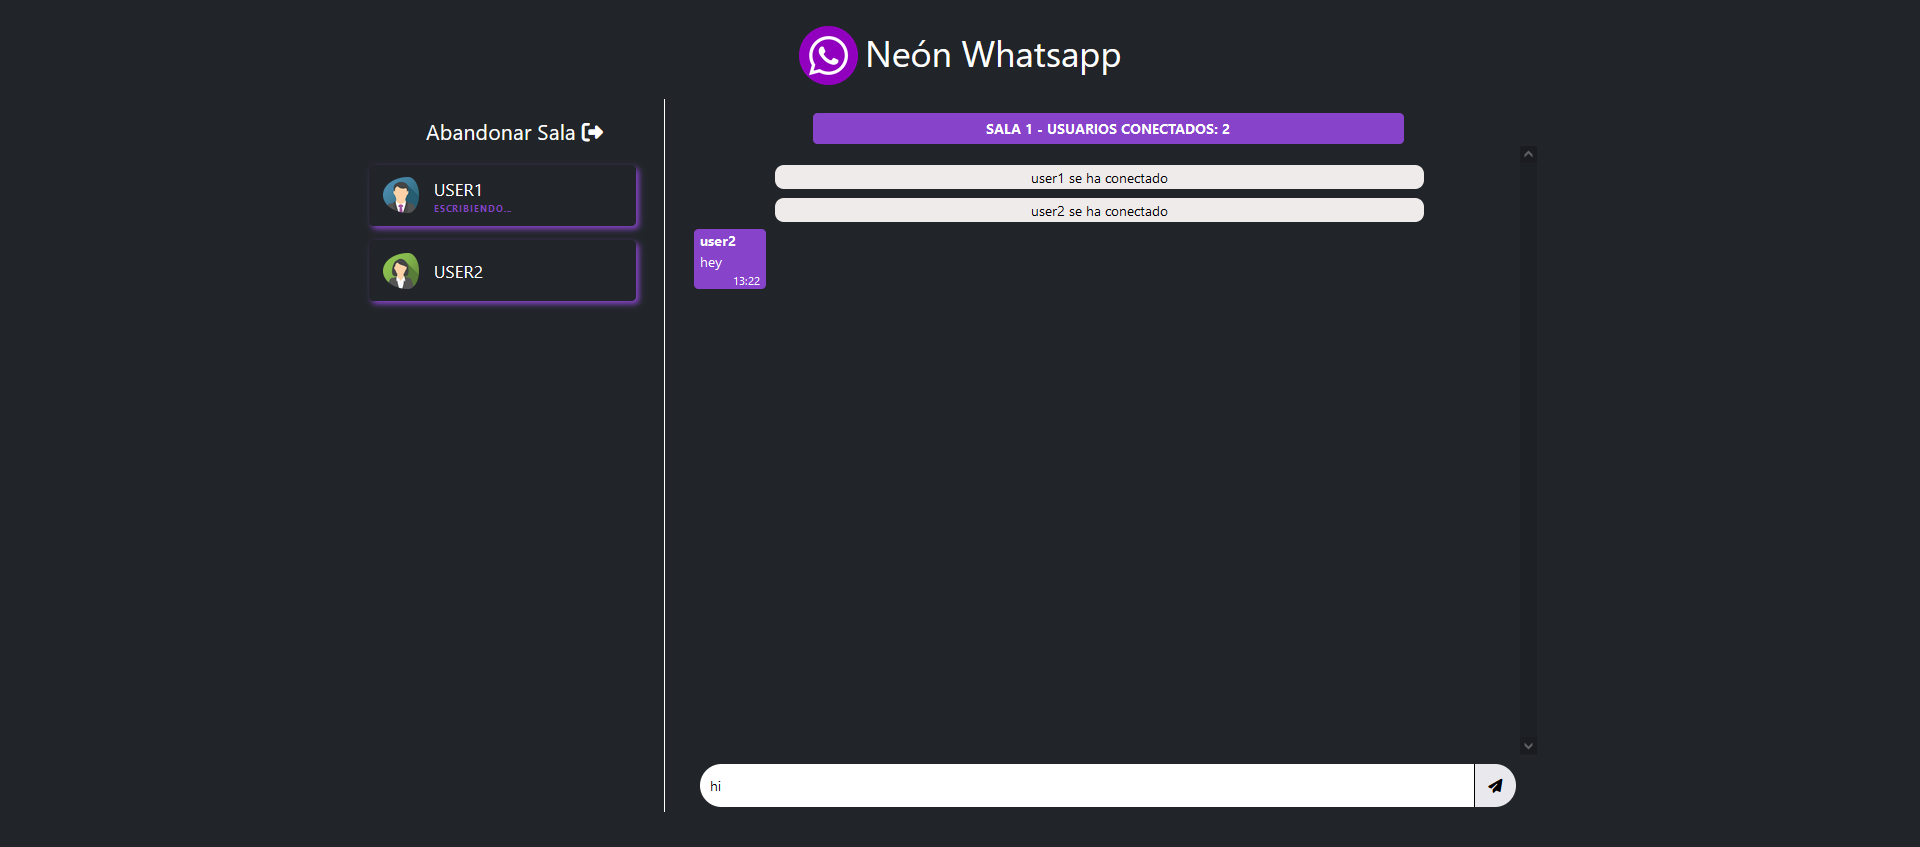 Neón Whatsapp
Abandonar Sala
USER1
ESCRIBIENDO...
USER2
SALA 1 - USUARIOS CONECTADOS: 2
user1 se ha conectado
user2 se ha conectado
user2
hey
13:22
hi